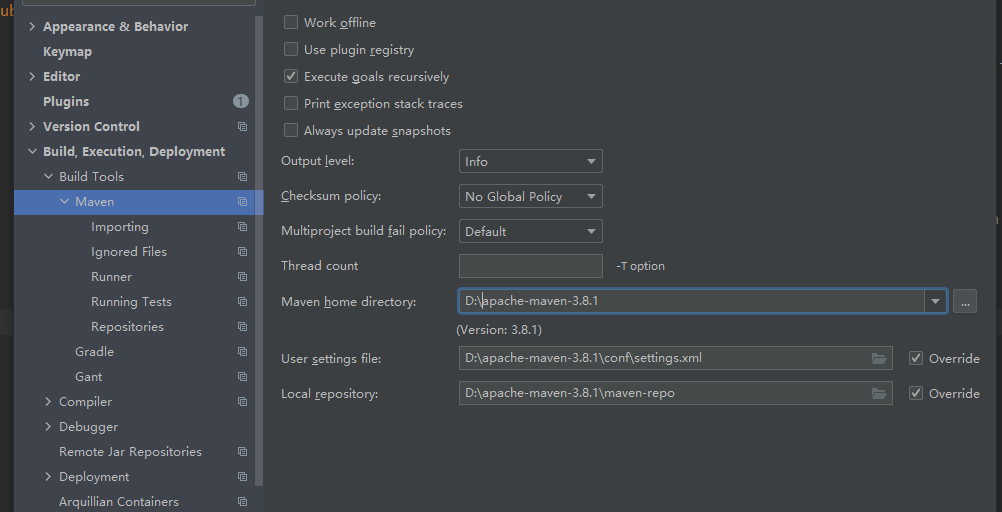 ub
Appearance & Behavior
Keymap
Editor
Plugins
1
Version Control
Build, Execution, Deployment
Build Tools
Maven
Importing
Ignored Files
Runner
Running Tests
Repositories
Gradle
Gant
Compiler
Debugger
Remote Jar Repositories
Deployment
Arquillian Containers
Work offline
Use plugin registry
Execute goals recursively
Print exception stack traces
Always update snapshots
Output level: Info
Checksum policy: No Global Policy
Multiproject build fail policy: Default
Thread count -T option
Maven home directory: D:\apache-maven-3.8.1 ...
(Version: 3.8.1)
User settings file: D:\apache-maven-3.8.1\conf\settings.xml Override
Local repository: D:\apache-maven-3.8.1\maven-repo Override